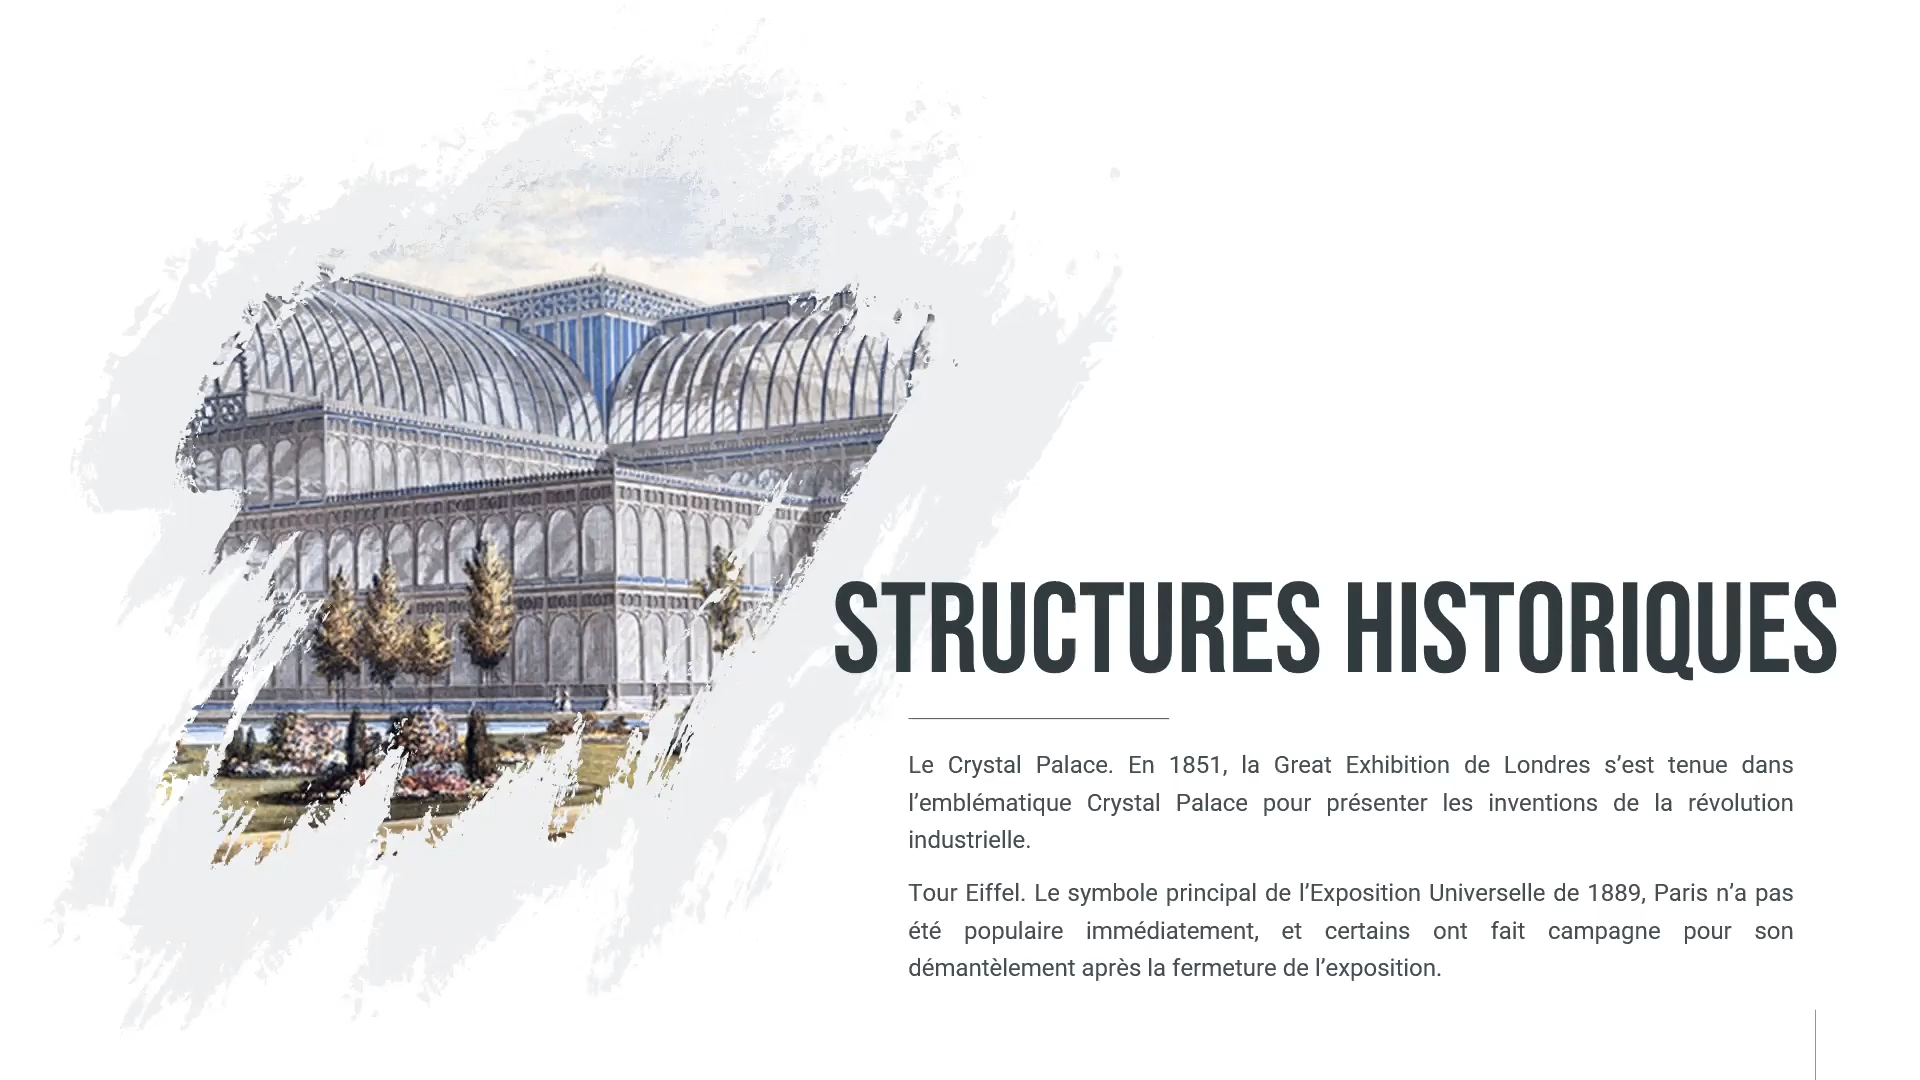 STRUCTURES HISTORIQUES
Le Crystal Palace. En 1851, la Great Exhibition de Londres s’est tenue dans
l’emblématique Crystal Palace pour présenter les inventions de la révolution
industrielle.
Tour Eiffel. Le symbole principal de l’Exposition Universelle de 1889, Paris n’a pas
été populaire immédiatement, et certains ont fait campagne pour son
démantèlement après la fermeture de l’exposition.